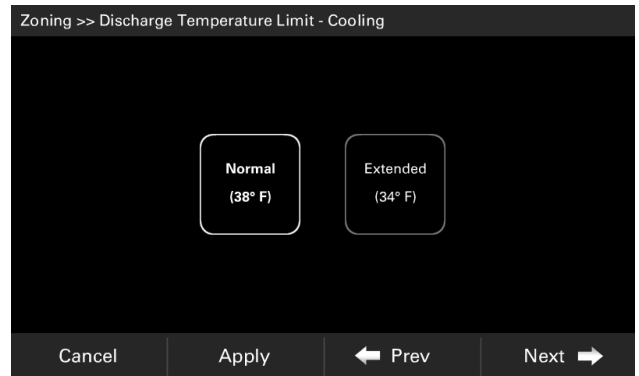 Zoning >> Discharge Temperature Limit - Cooling
Normal
(38° F)
Extended
(34° F)
Cancel
Apply
Prev
Next